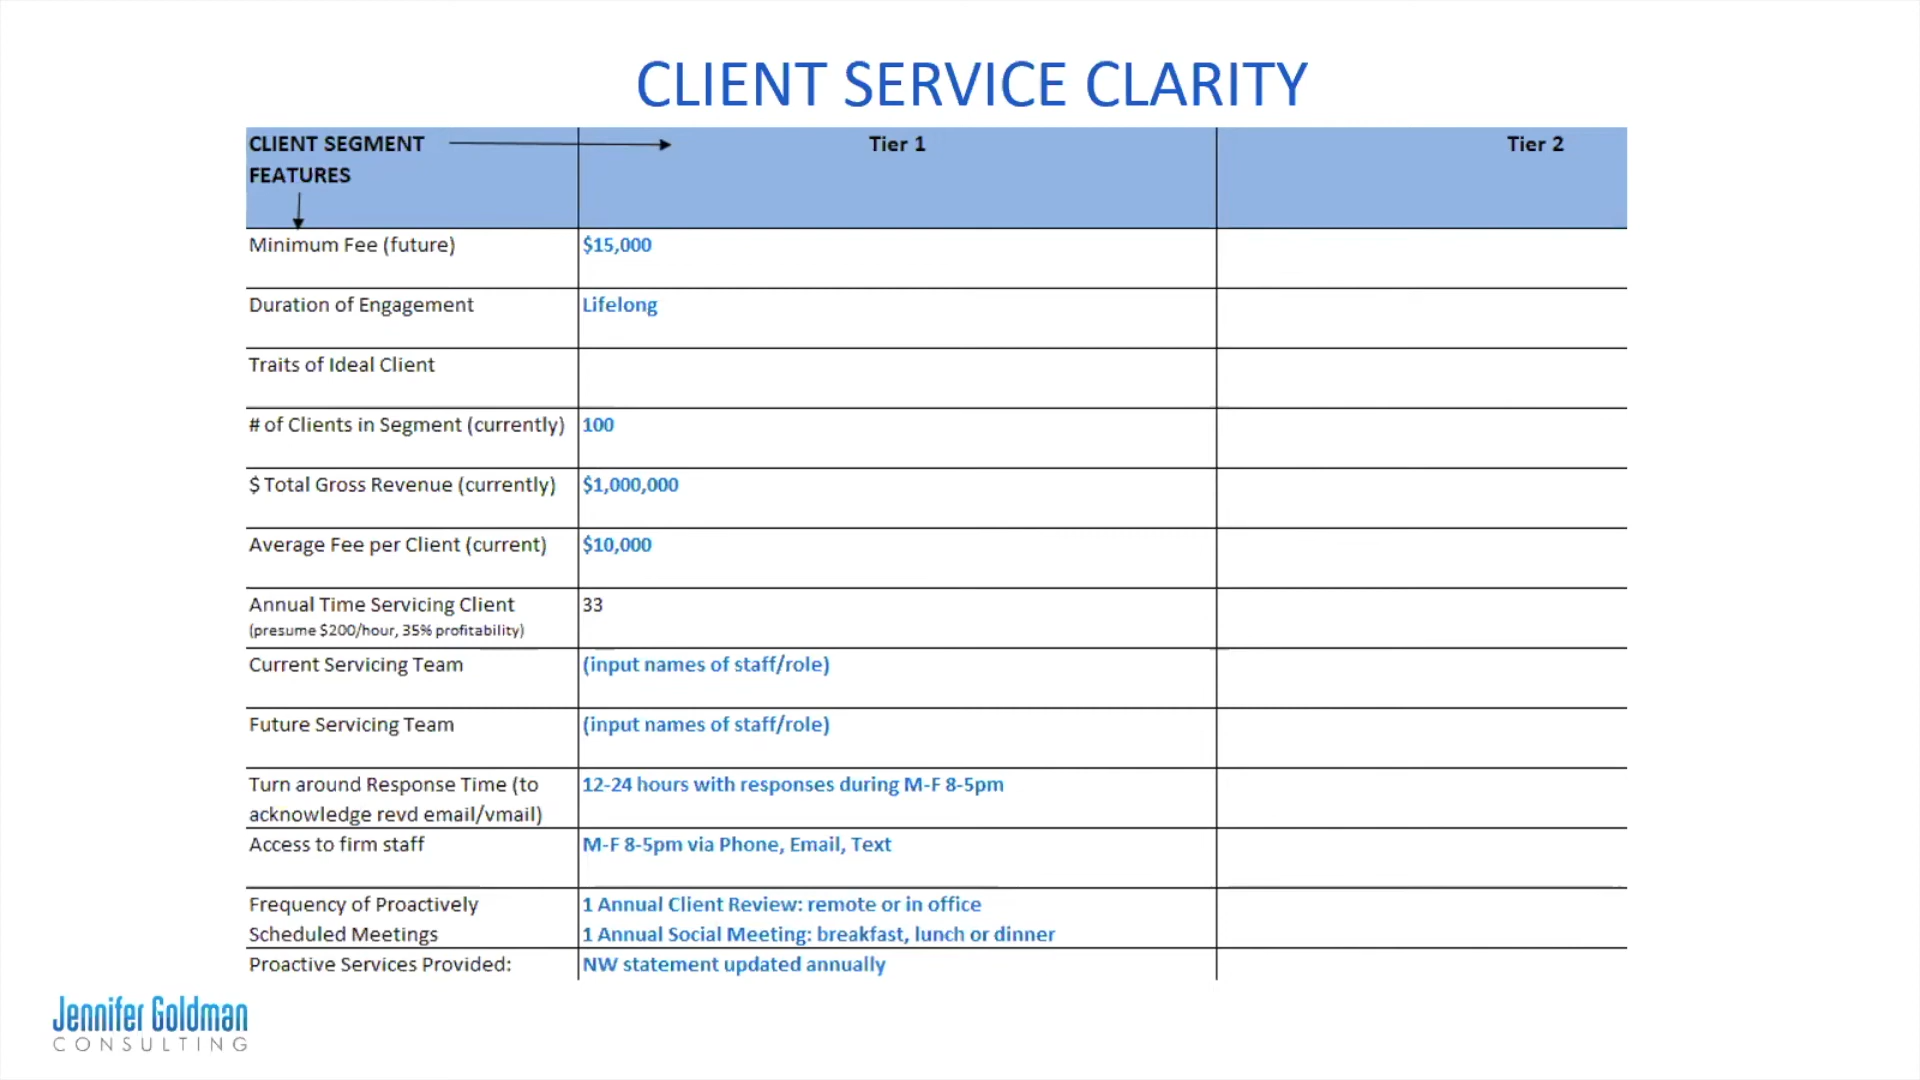 CLIENT SERVICE CLARITY
CLIENT SEGMENT
FEATURES
Tier 1
Tier 2
Minimum Fee (future)
$15,000
Duration of Engagement
Lifelong
Traits of Ideal Client
# of Clients in Segment (currently)
100
$ Total Gross Revenue (currently)
$1,000,000
Average Fee per Client (current)
$10,000
Annual Time Servicing Client
(presume $200/hour, 35% profitability)
33
Current Servicing Team
(input names of staff/role)
Future Servicing Team
(input names of staff/role)
Turn around Response Time (to
acknowledge revd email/vmail)
12-24 hours with responses during M-F 8-5pm
Access to firm staff
M-F 8-5pm via Phone, Email, Text
Frequency of Proactively
Scheduled Meetings
1 Annual Client Review: remote or in office
1 Annual Social Meeting: breakfast, lunch or dinner
Proactive Services Provided:
NW statement updated annually
Jennifer Goldman
CONSULTING